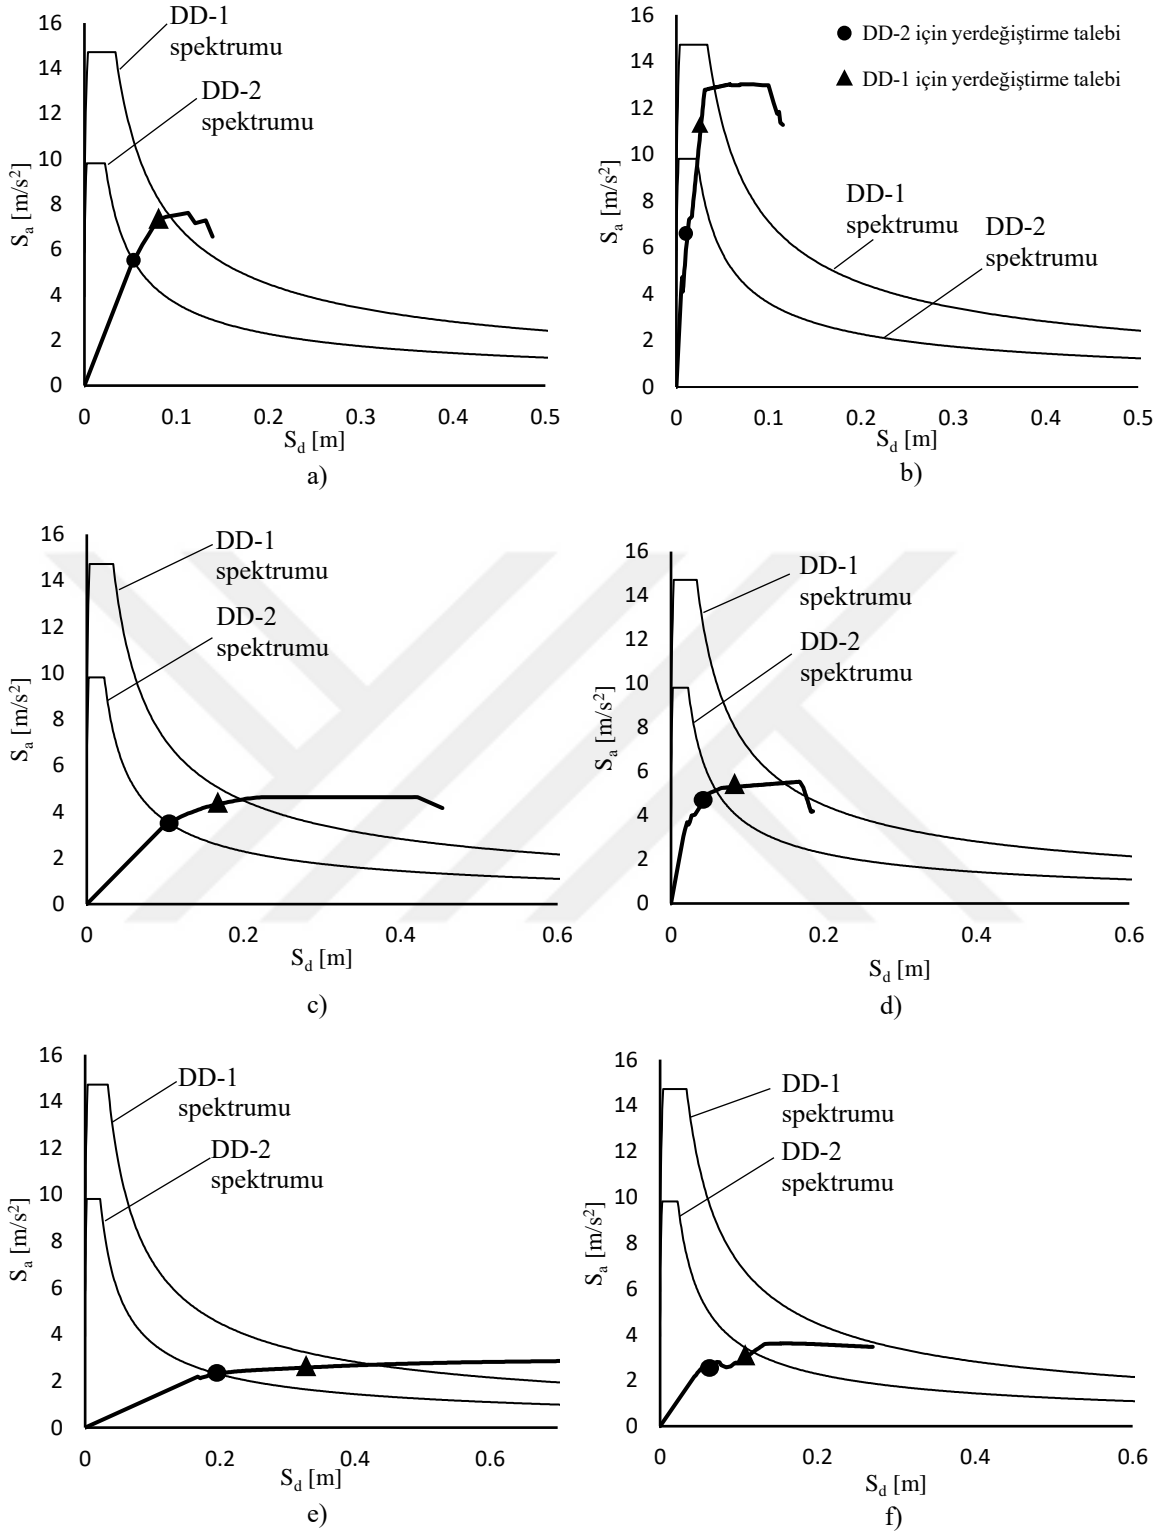 16
14
12
10
8
6
4
2
0
S_a [m/s²]
DD-1
spektrumu
DD-2
spektrumu
0 0.1 0.2 0.3 0.4 0.5
S_d [m]
a)
16
14
12
10
8
6
4
2
0
S_a [m/s²]
DD-2 için yerdeğiştirme talebi
DD-1 için yerdeğiştirme talebi
DD-1
spektrumu
DD-2
spektrumu
0 0.1 0.2 0.3 0.4 0.5
S_d [m]
b)
16
14
12
10
8
6
4
2
0
S_a [m/s²]
DD-1
spektrumu
DD-2
spektrumu
0 0.2 0.4 0.6
S_d [m]
c)
16
14
12
10
8
6
4
2
0
S_a [m/s²]
DD-1
spektrumu
DD-2
spektrumu
0 0.2 0.4 0.6
S_d [m]
d)
16
14
12
10
8
6
4
2
0
S_a [m/s²]
DD-1
spektrumu
DD-2
spektrumu
0 0.2 0.4 0.6
S_d [m]
e)
16
14
12
10
8
6
4
2
0
S_a [m/s²]
DD-1
spektrumu
DD-2
spektrumu
0 0.2 0.4 0.6
S_d [m]
f)